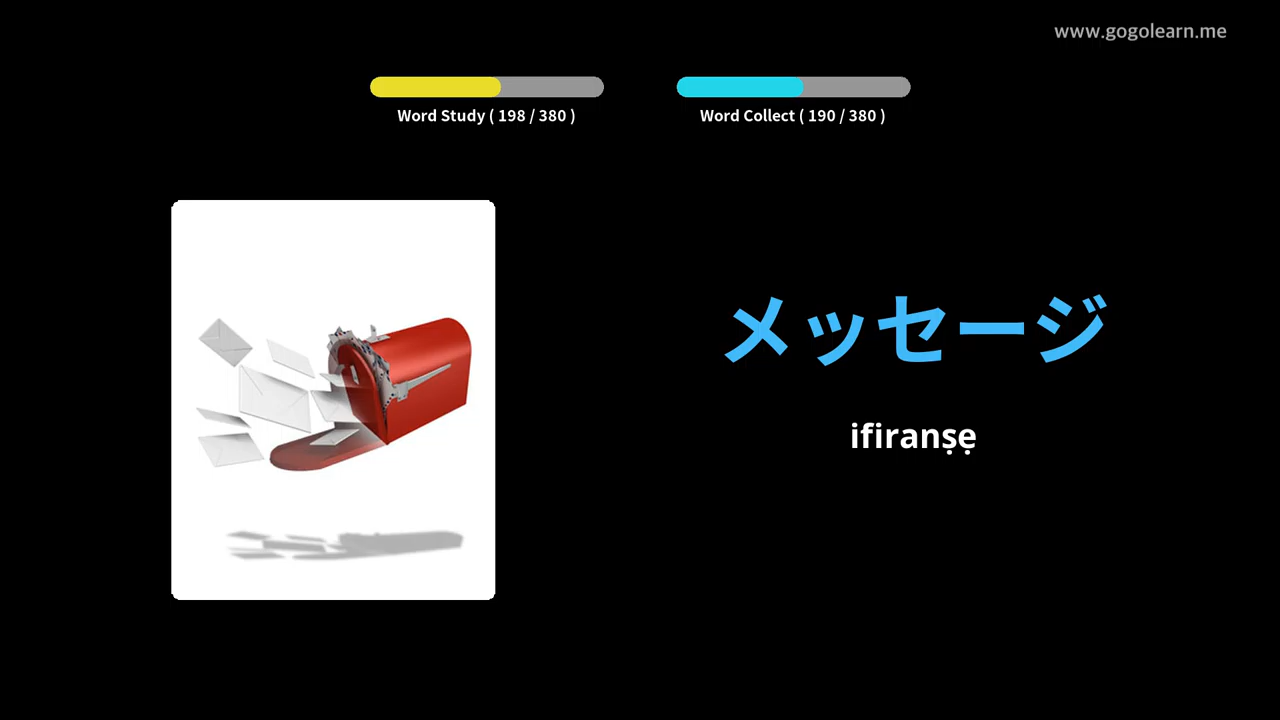 www.gogolearn.me
Word Study ( 198 / 380 )
Word Collect ( 190 / 380 )
メッセージ
ifiranṣẹ